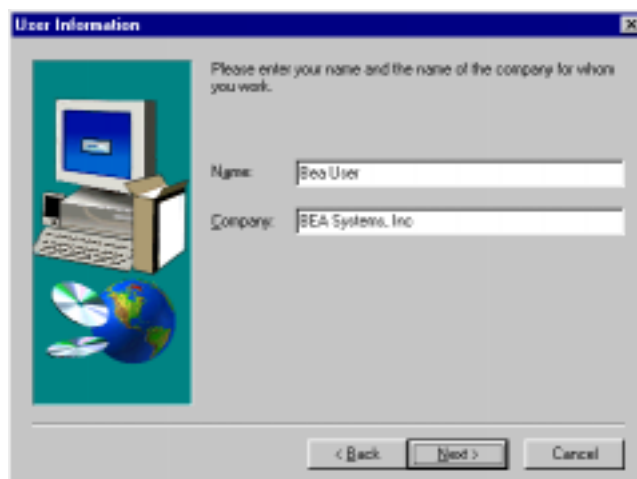 User Information
Please enter your name and the name of the company for whom
you work.
Name: Bea User
Company: BEA Systems, Inc
< Back Next > Cancel